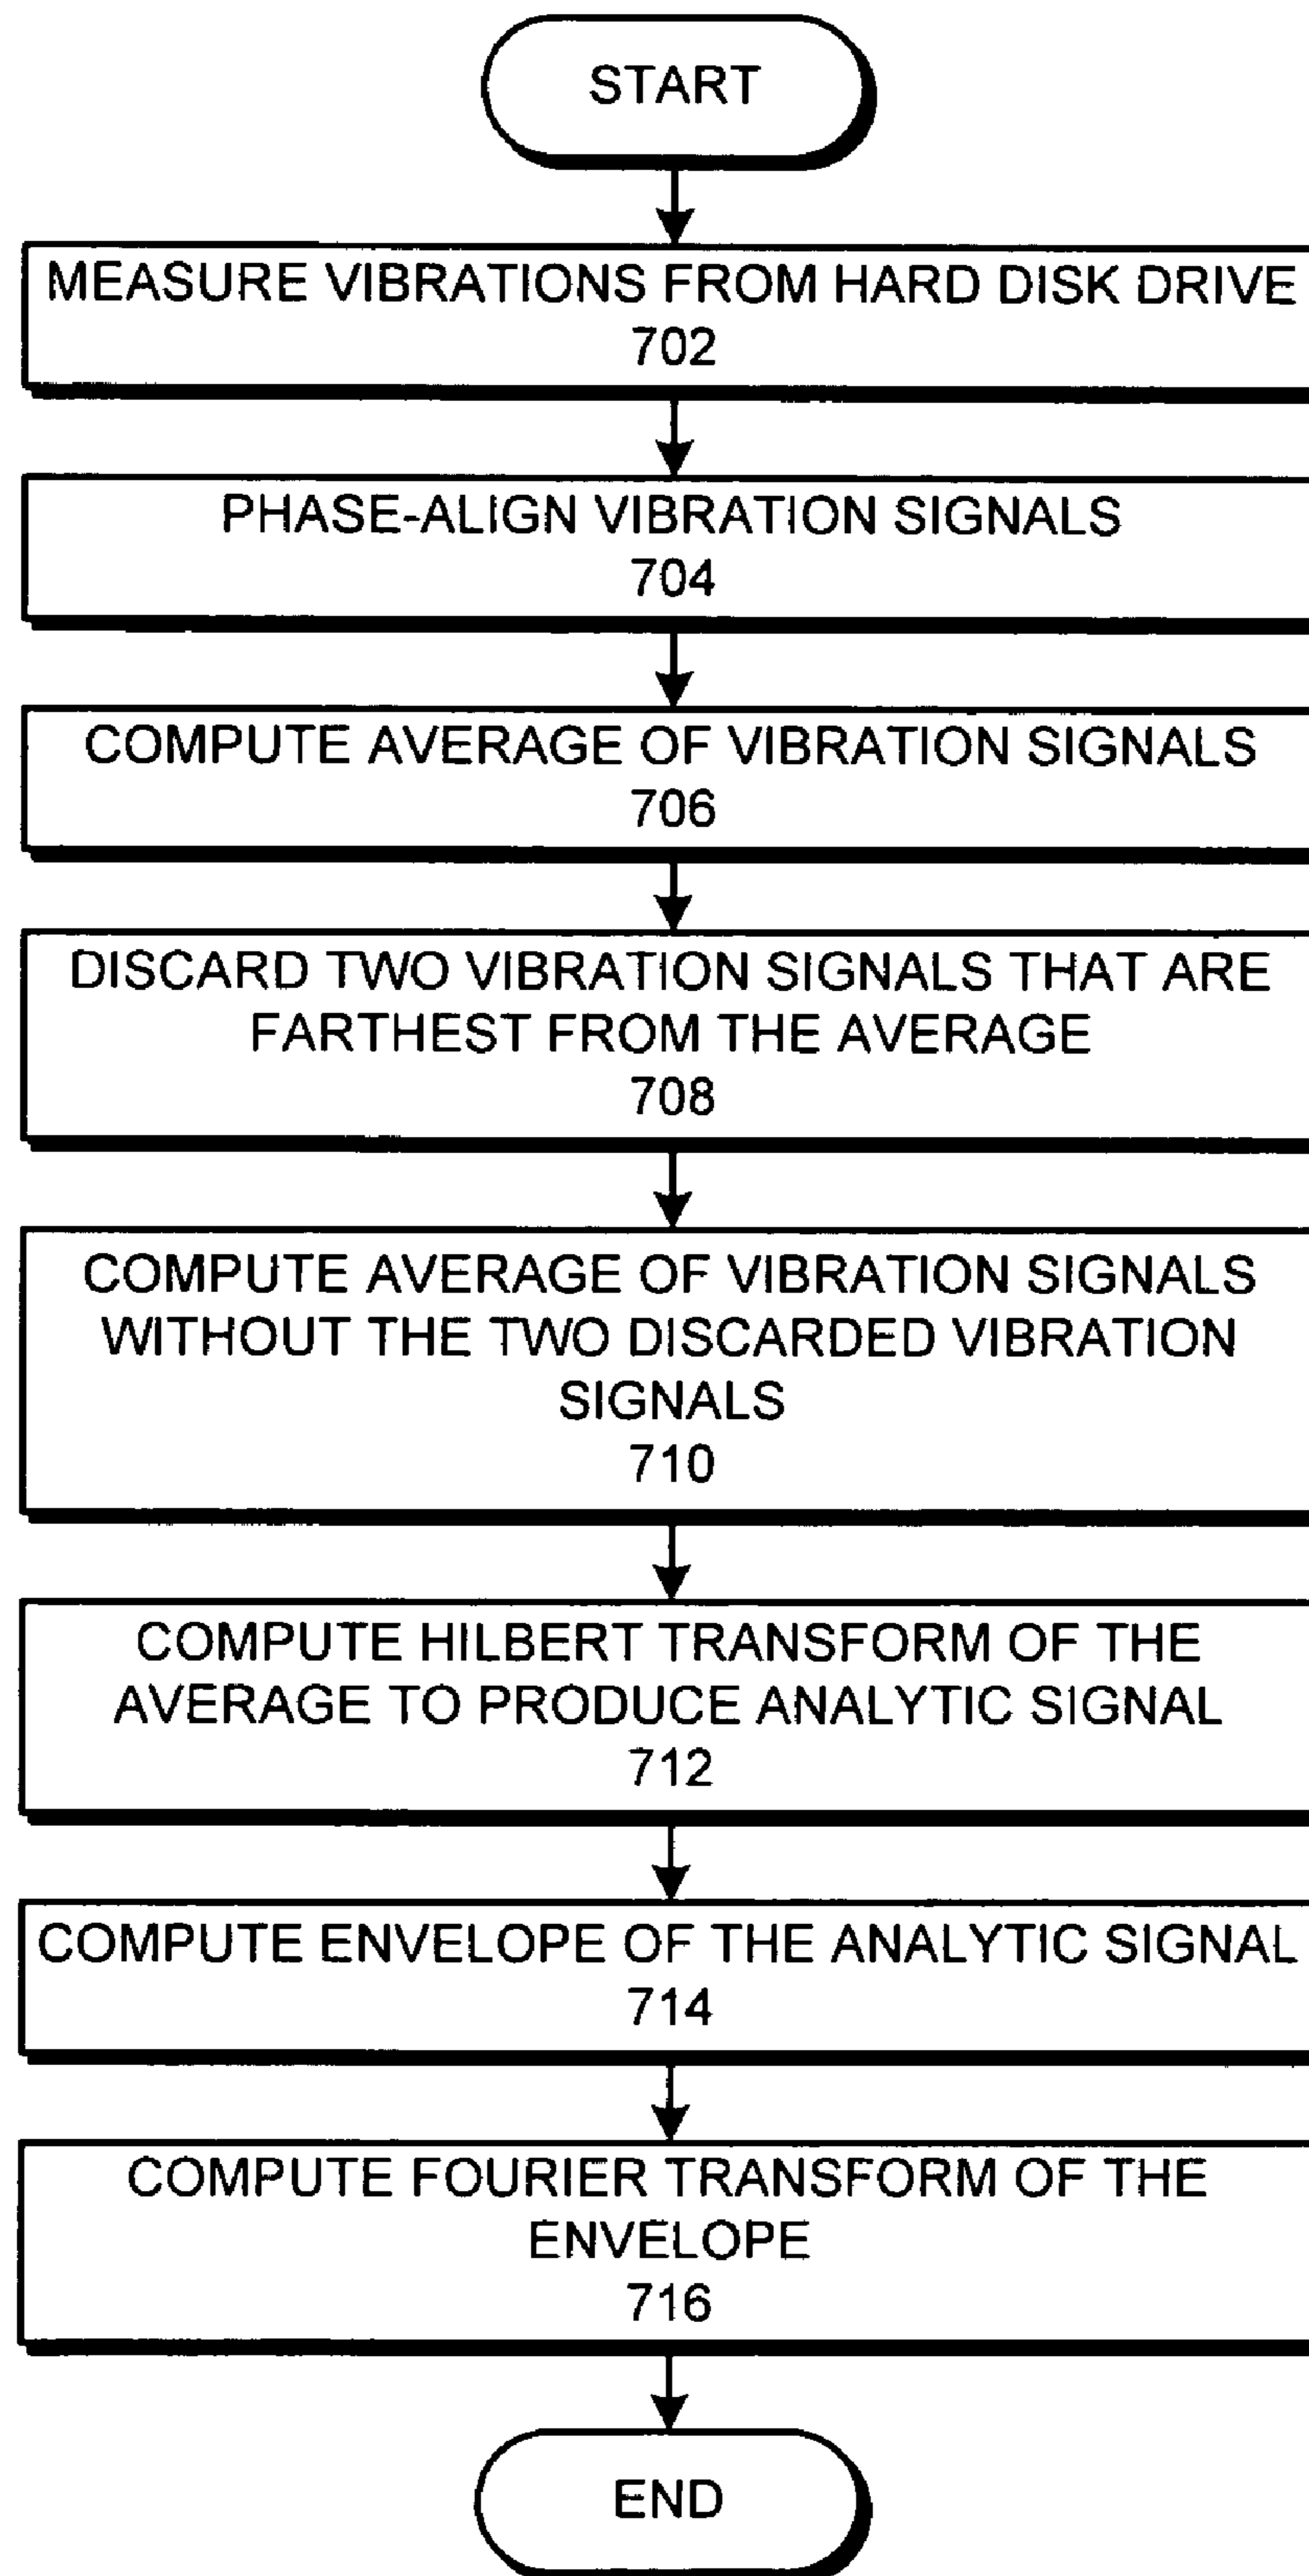 START
MEASURE VIBRATIONS FROM HARD DISK DRIVE
702
PHASE-ALIGN VIBRATION SIGNALS
704
COMPUTE AVERAGE OF VIBRATION SIGNALS
706
DISCARD TWO VIBRATION SIGNALS THAT ARE
FARTHEST FROM THE AVERAGE
708
COMPUTE AVERAGE OF VIBRATION SIGNALS
WITHOUT THE TWO DISCARDED VIBRATION
SIGNALS
710
COMPUTE HILBERT TRANSFORM OF THE
AVERAGE TO PRODUCE ANALYTIC SIGNAL
712
COMPUTE ENVELOPE OF THE ANALYTIC SIGNAL
714
COMPUTE FOURIER TRANSFORM OF THE
ENVELOPE
716
END